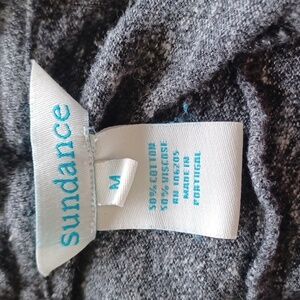 sundance
M
50% COTTON
50% VISCOSE
RN 106205
MADE IN
PORTUGAL